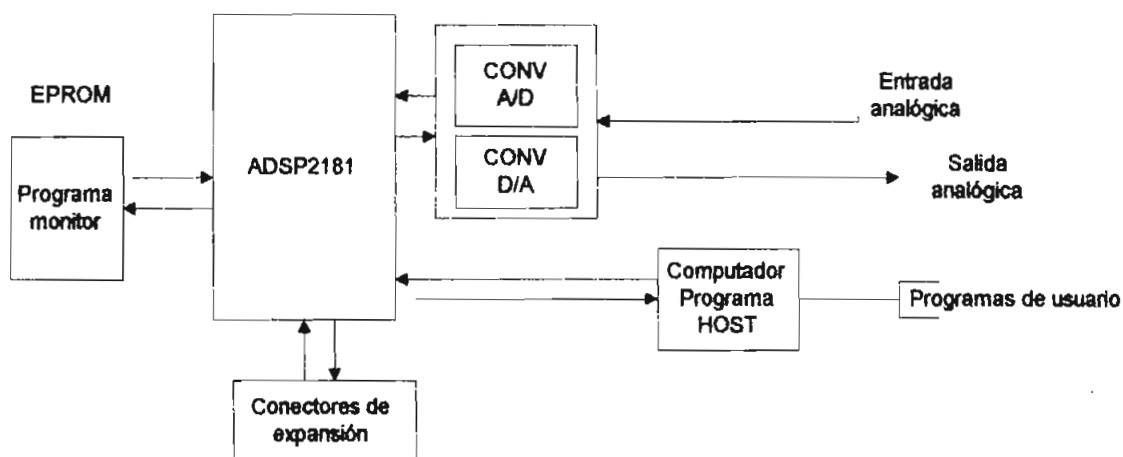 EPROM
Programa
monitor
ADSP2181
CONV
A/D
CONV
D/A
Entrada
analógica
Salida
analógica
Computador
Programa
HOST
Programas de usuario
Conectores de
expansión